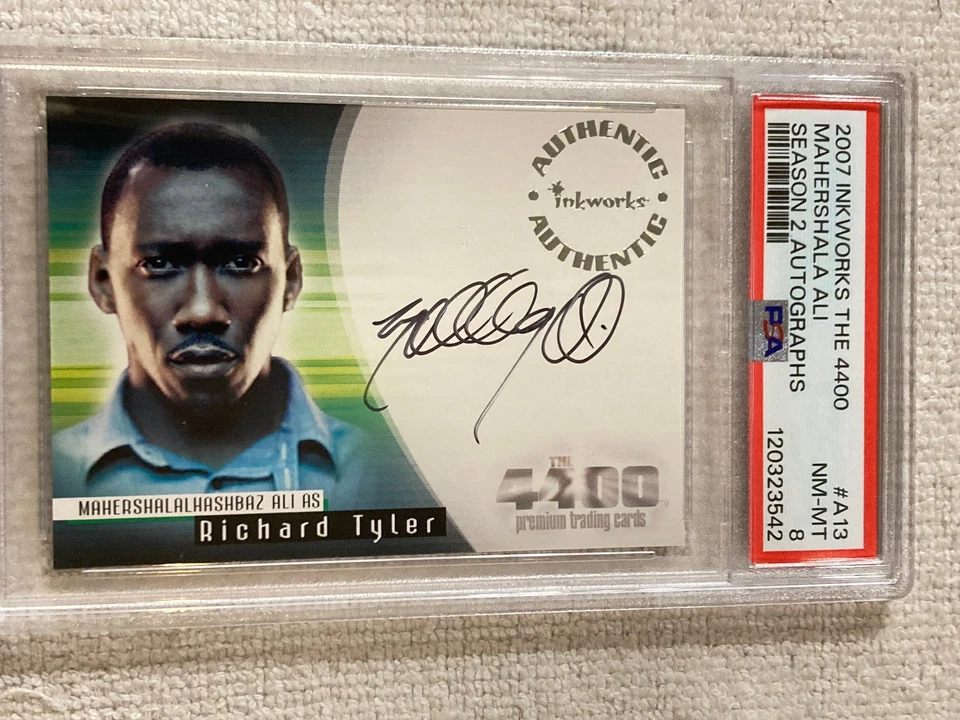 AUTHENTIC
inkworks
AUTHENTIC
THE
4400
premium trading cards
MAHERSHALALHASHBAZ ALI AS
Richard Tyler
2007 INKWORKS THE 4400 #A13
MAHERSHALA ALI NM-MT
SEASON 2 AUTOGRAPHS 8
PSA 120323542